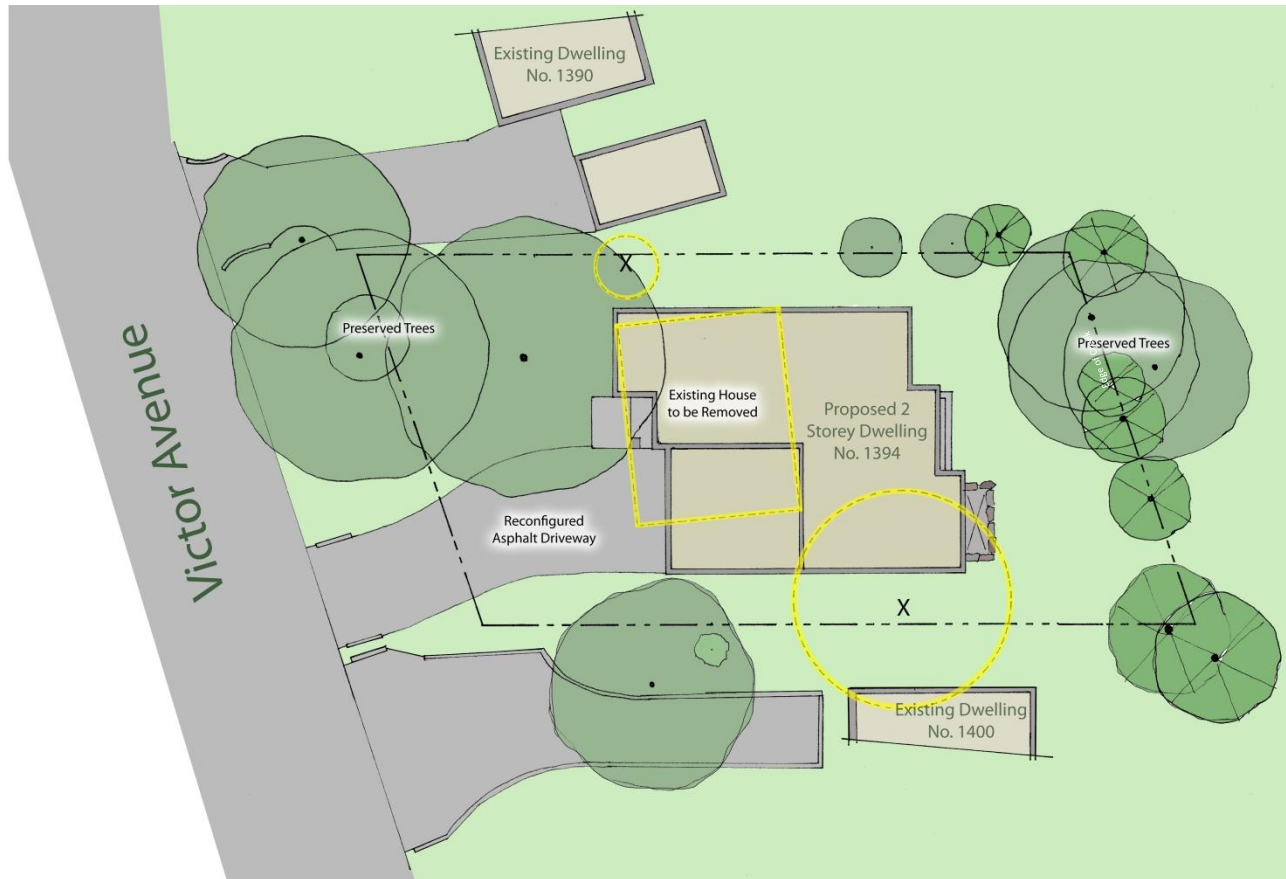 Existing Dwelling
No. 1390
Victor Avenue
Preserved Trees
Preserved Trees
X
Existing House
to be Removed
Proposed 2
Storey Dwelling
No. 1394
Reconfigured
Asphalt Driveway
X
Existing Dwelling
No. 1400